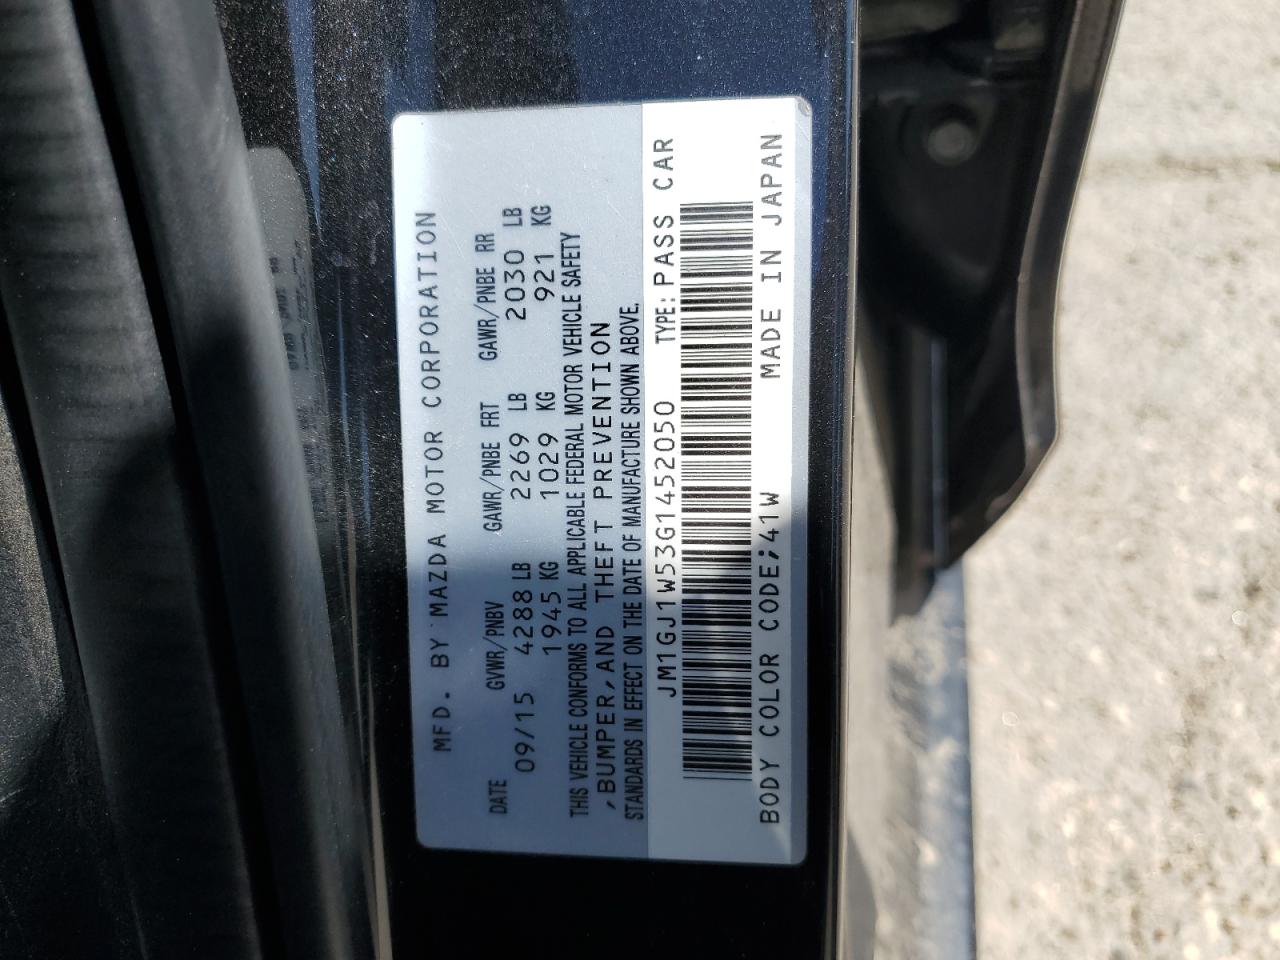 MFD. BY MAZDA MOTOR CORPORATION
DATE GVWR/PNBV GAWR/PNBE FRT GAWR/PNBE RR
09/15 4288 LB 2269 LB 2030 LB
1945 KG 1029 KG 921 KG
THIS VEHICLE CONFORMS TO ALL APPLICABLE FEDERAL MOTOR VEHICLE SAFETY
,BUMPER,AND THEFT PREVENTION
STANDARDS IN EFFECT ON THE DATE OF MANUFACTURE SHOWN ABOVE.
JM1GJ1W53G1452050 TYPE: PASS CAR
BODY COLOR CODE;41W MADE IN JAPAN